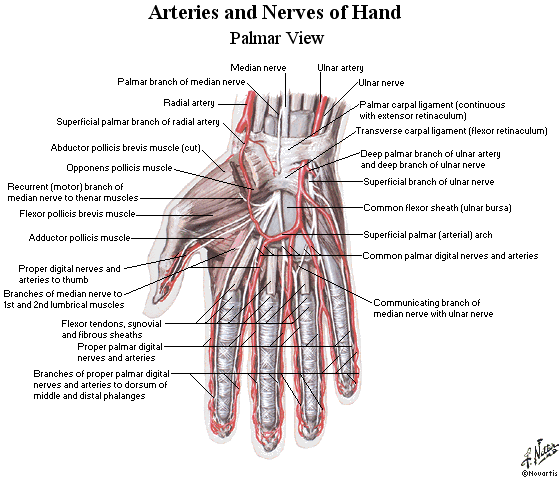 Arteries and Nerves of Hand
Palmar View
Median nerve
Ulnar artery
Palmar branch of median nerve
Ulnar nerve
Radial artery
Palmar carpal ligament (continuous
with extensor retinaculum)
Superficial palmar branch of radial artery
Transverse carpal ligament (flexor retinaculum)
Abductor pollicis brevis muscle (cut)
Deep palmar branch of ulnar artery
and deep branch of ulnar nerve
Opponens pollicis muscle
Superficial branch of ulnar nerve
Recurrent (motor) branch of
median nerve to thenar muscles
Common flexor sheath (ulnar bursa)
Flexor pollicis brevis muscle
Superficial palmar (arterial) arch
Adductor pollicis muscle
Common palmar digital nerves and arteries
Proper digital nerves and
arteries to thumb
Branches of median nerve to
1st and 2nd lumbrical muscles
Communicating branch of
median nerve with ulnar nerve
Flexor tendons, synovial
and fibrous sheaths
Proper palmar digital
nerves and arteries
Branches of proper palmar digital
nerves and arteries to dorsum of
middle and distal phalanges
©Novartis